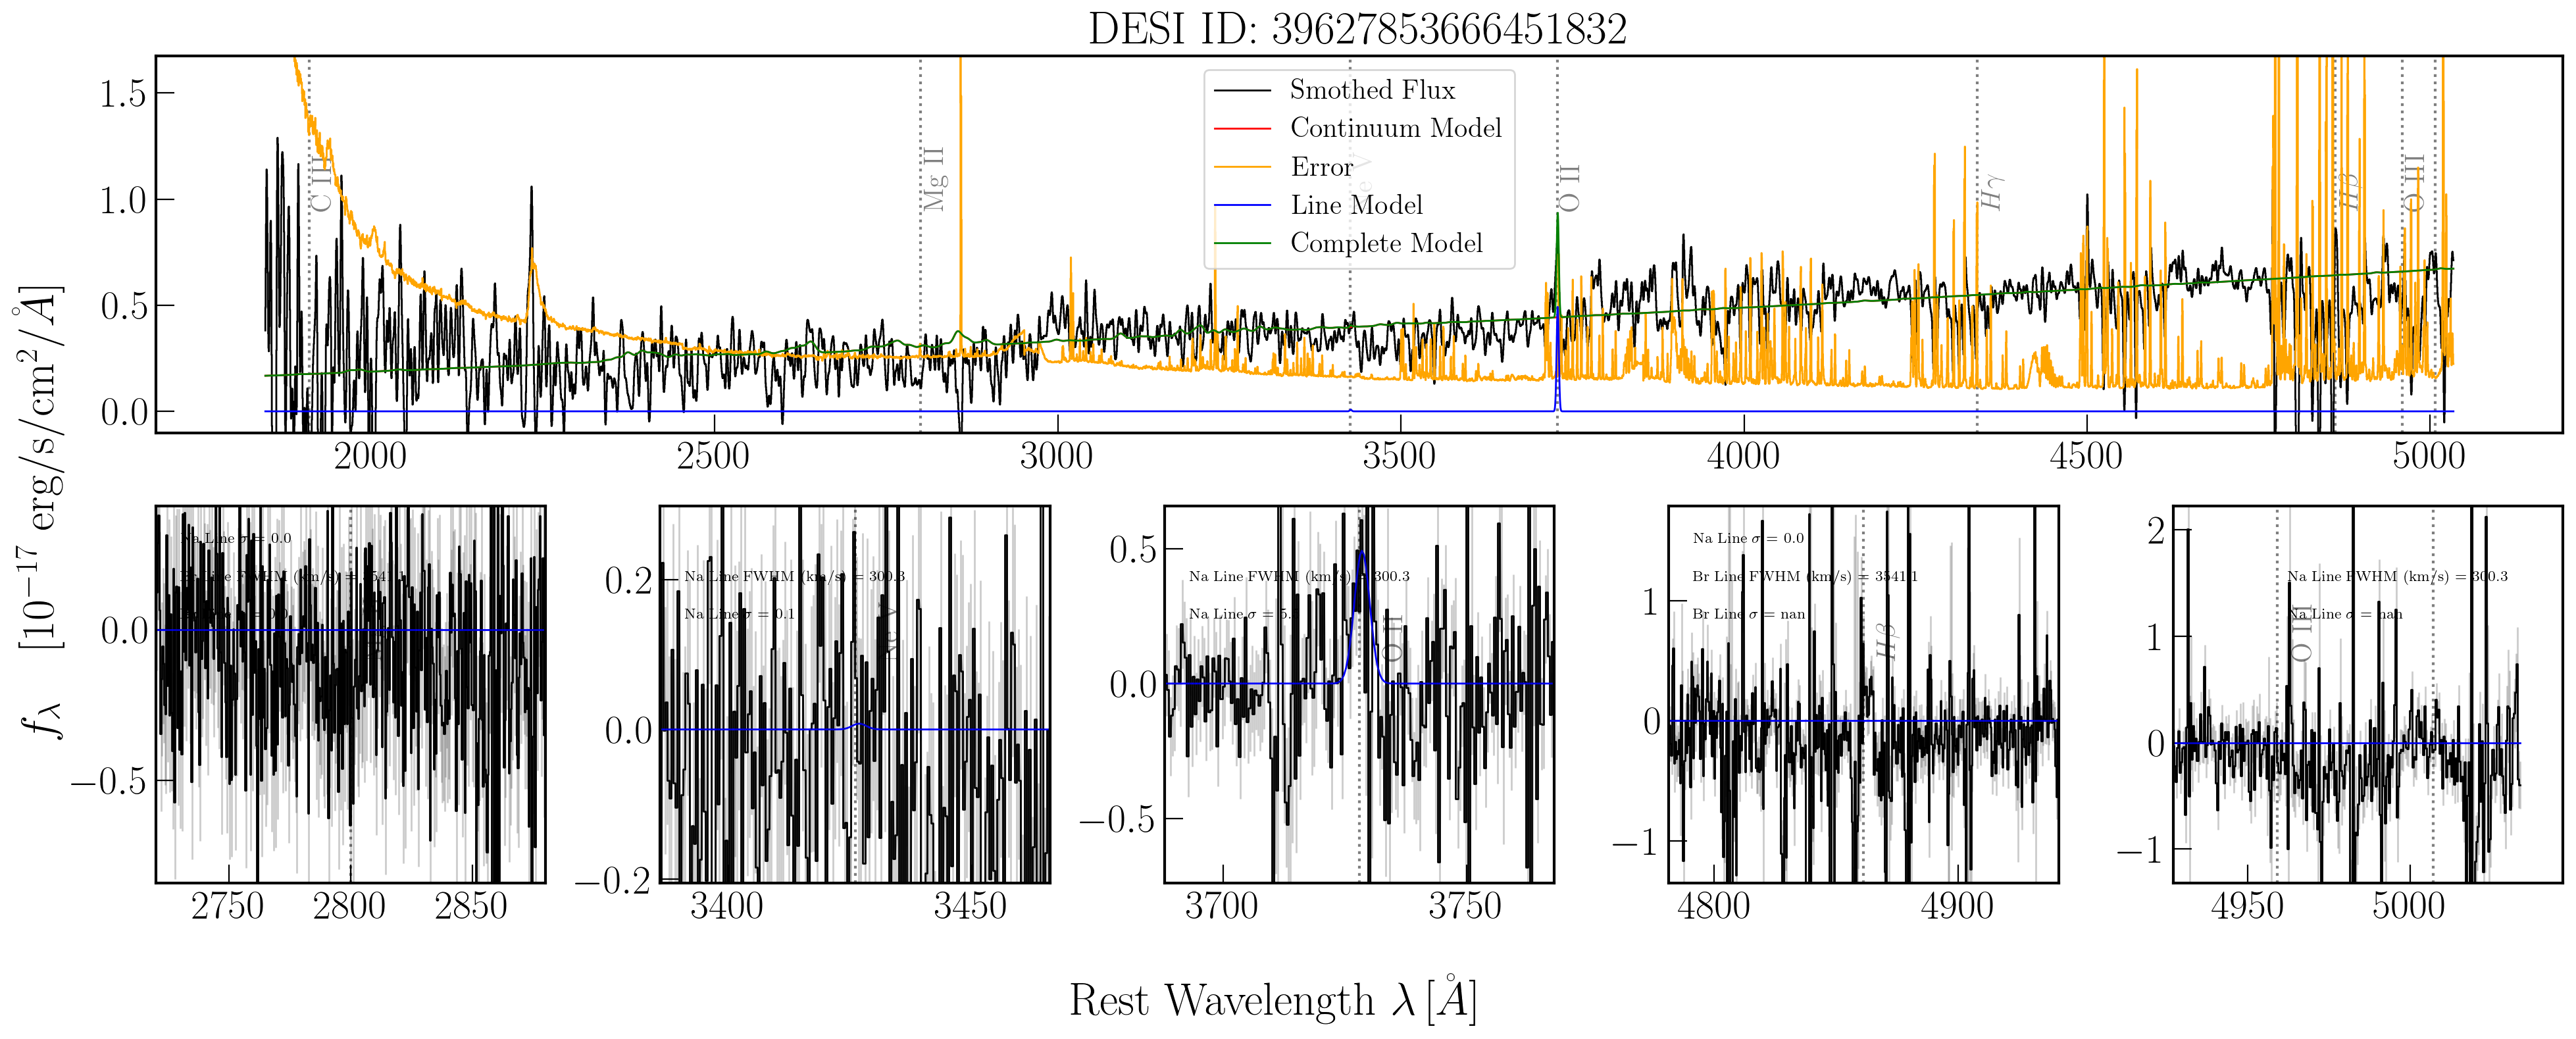 DESI ID: 39627853666451832
Smothed Flux
Continuum Model
Error
Line Model
Complete Model
C III
Mg II
O II
Hγ
Hβ
O III
1.5
1.0
0.5
0.0
2000
2500
3000
3500
4000
4500
5000
fλ [10⁻¹⁷ erg/s/cm²/Å]
Na Line σ = 0.0
0.0
−0.5
2750
2800
2850
Na Line FWHM (km/s) = 300.3
Na Line σ = 0.1
Ne V
0.2
0.0
−0.2
3400
3450
Na Line FWHM (km/s) = 300.3
O II
0.5
0.0
−0.5
3700
3750
Na Line σ = 0.0
Br Line FWHM (km/s) = 3541.1
Br Line σ = nan
Hβ
1
0
−1
4800
4900
Na Line FWHM (km/s) = 300.3
Na Line σ = nan
O III
2
1
0
−1
4950
5000
Rest Wavelength λ [Å]